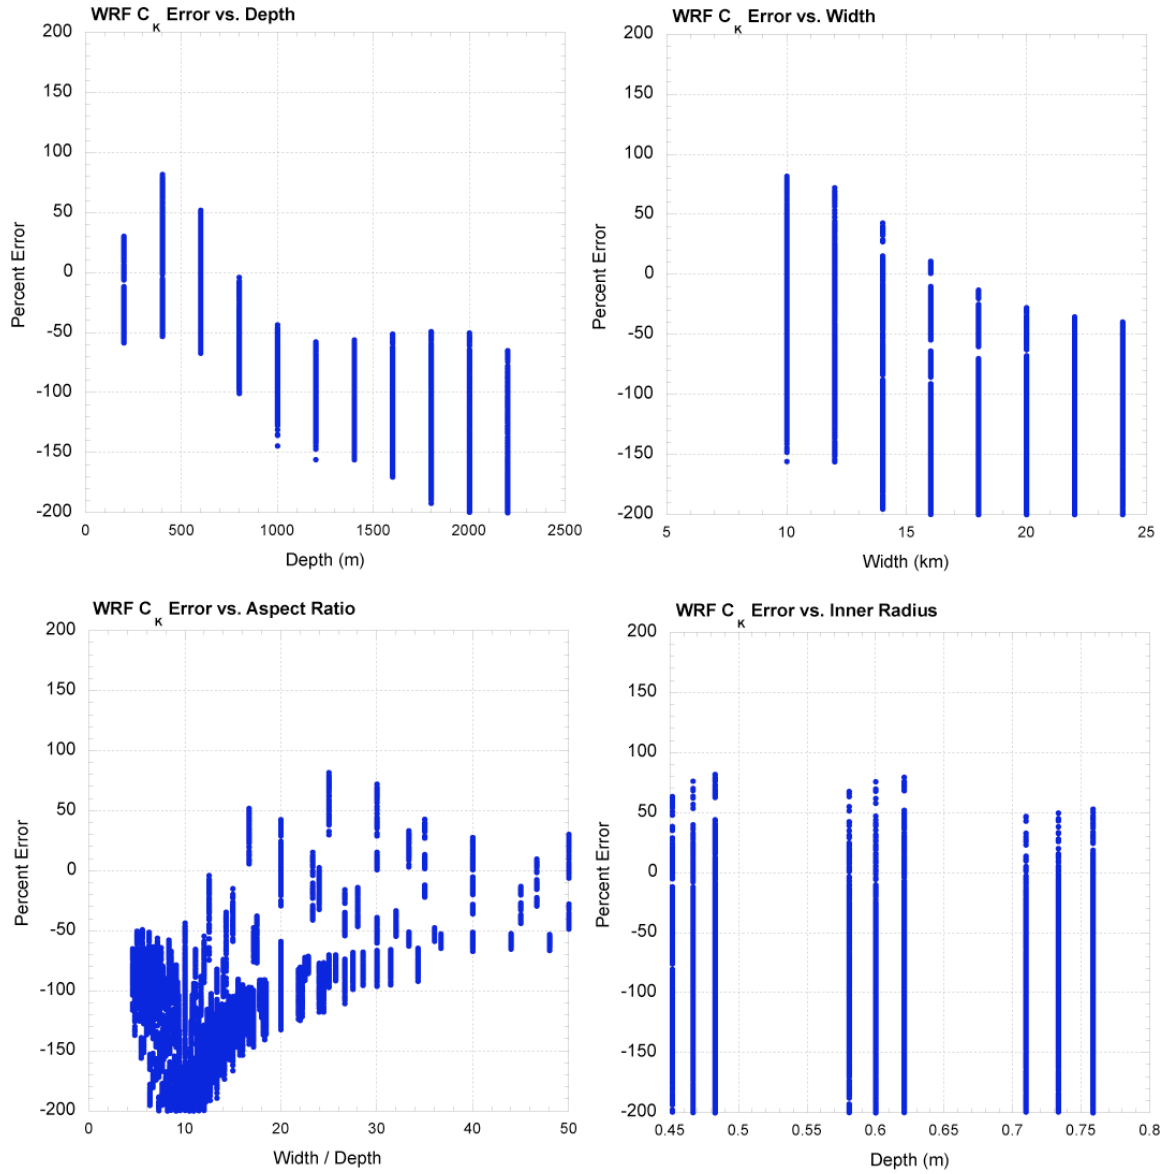 WRF C K Error vs. Depth
200
150
100
50
0
-50
-100
-150
-200
Percent Error
0 500 1000 1500 2000 2500
Depth (m)
WRF C K Error vs. Width
200
150
100
50
0
-50
-100
-150
-200
Percent Error
5 10 15 20 25
Width (km)
WRF C K Error vs. Aspect Ratio
200
150
100
50
0
-50
-100
-150
-200
Percent Error
0 10 20 30 40 50
Width / Depth
WRF C K Error vs. Inner Radius
200
150
100
50
0
-50
-100
-150
-200
Percent Error
0.45 0.5 0.55 0.6 0.65 0.7 0.75 0.8
Depth (m)